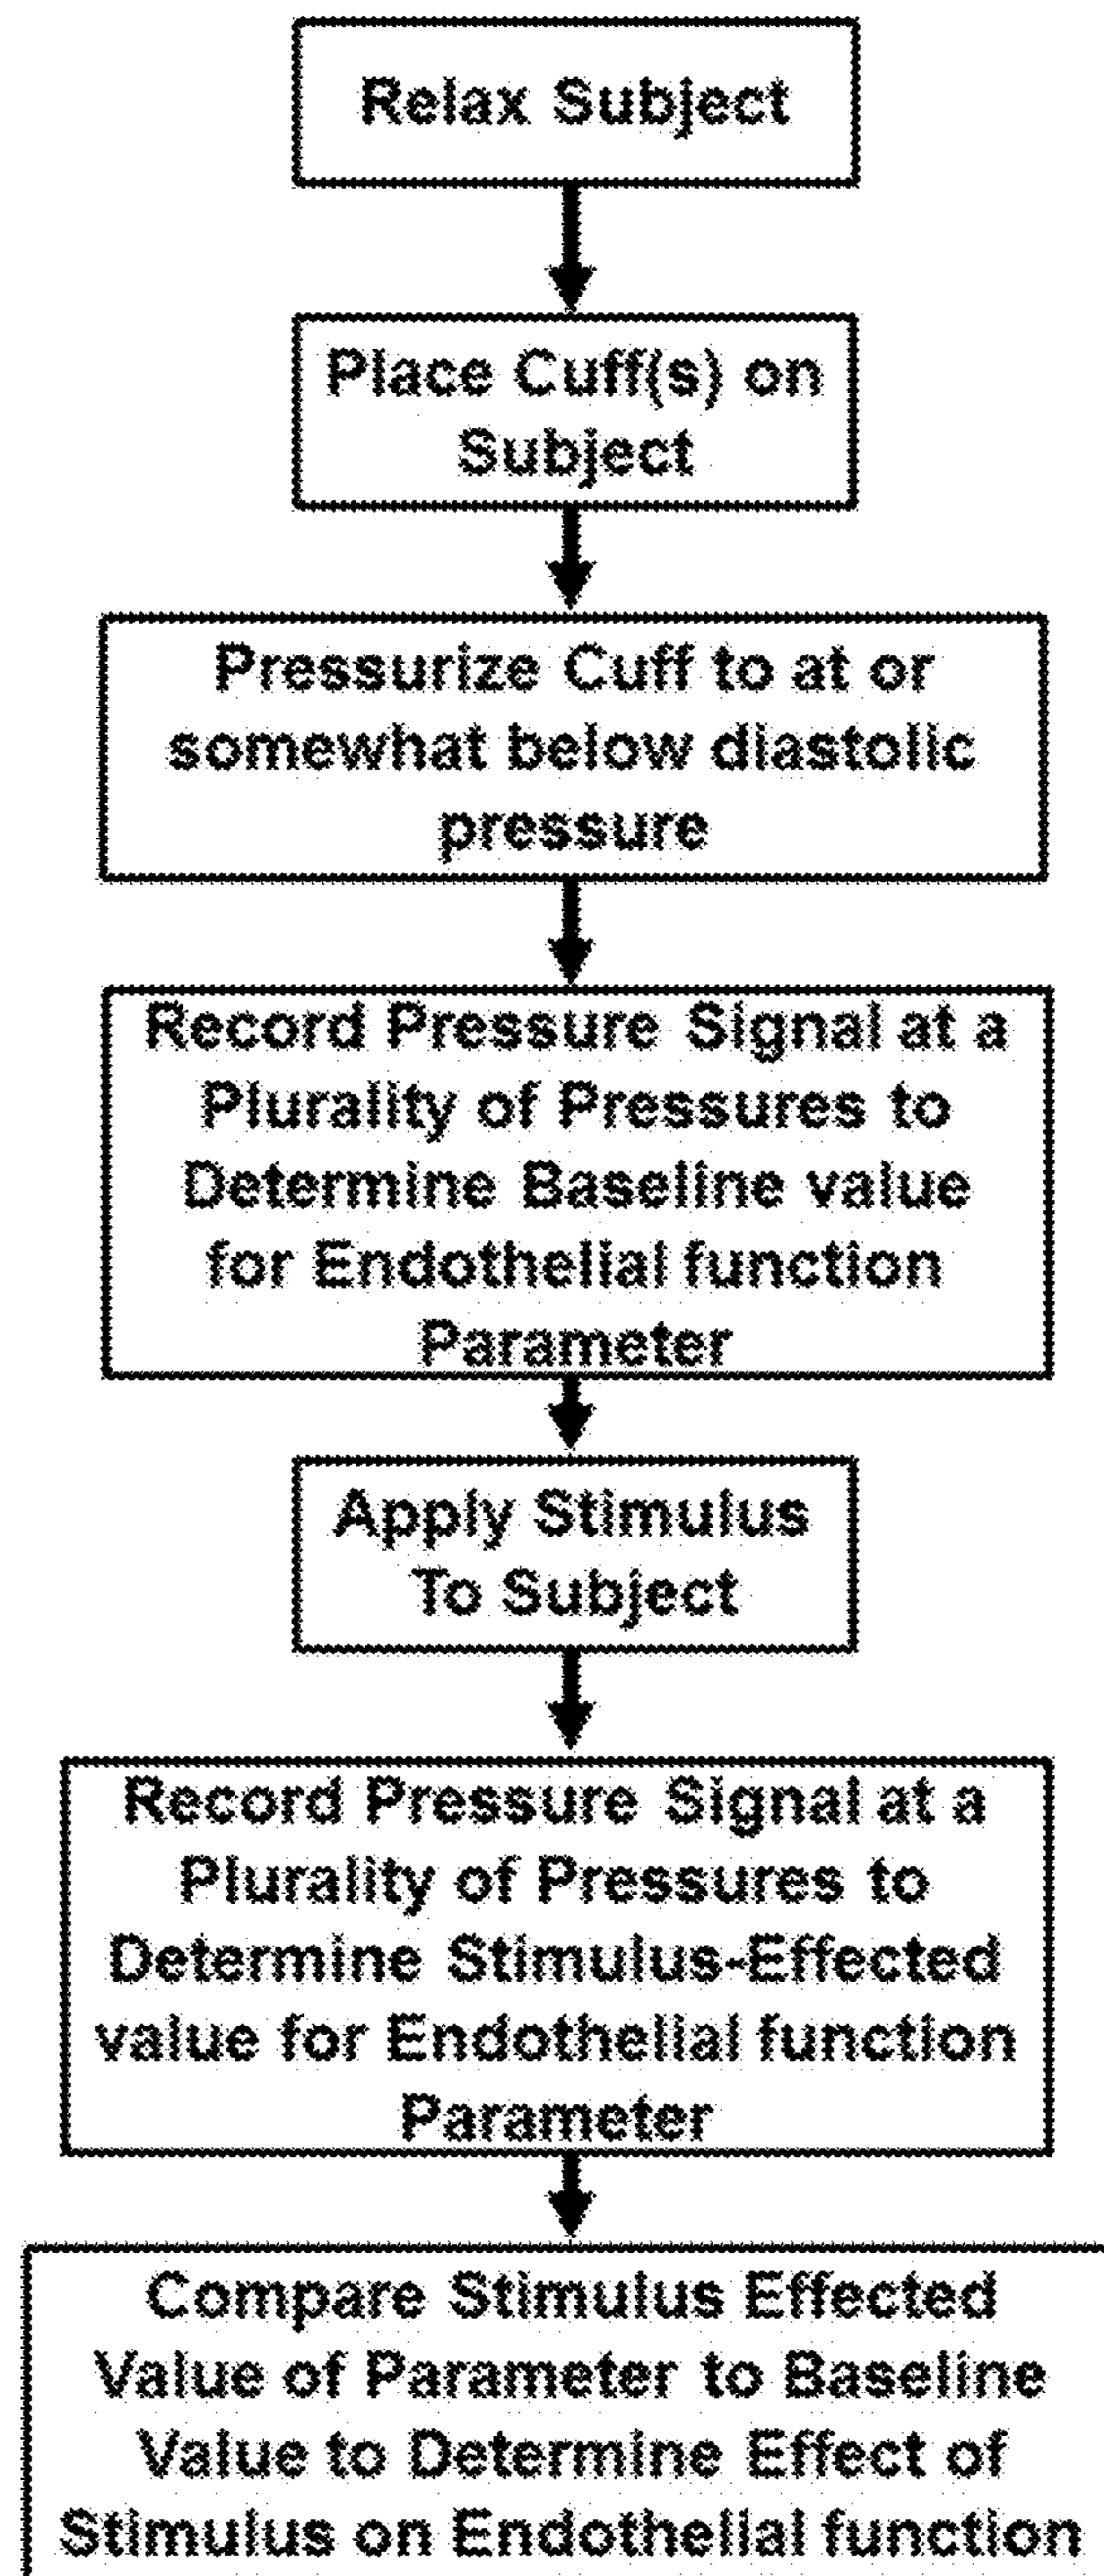 Relax Subject
Place Cuff(s) on
Subject
Pressurize Cuff to at or
somewhat below diastolic
pressure
Record Pressure Signal at a
Plurality of Pressures to
Determine Baseline value
for Endothelial function
Parameter
Apply Stimulus
To Subject
Record Pressure Signal at a
Plurality of Pressures to
Determine Stimulus-Effected
value for Endothelial function
Parameter
Compare Stimulus Effected
Value of Parameter to Baseline
Value to Determine Effect of
Stimulus on Endothelial function